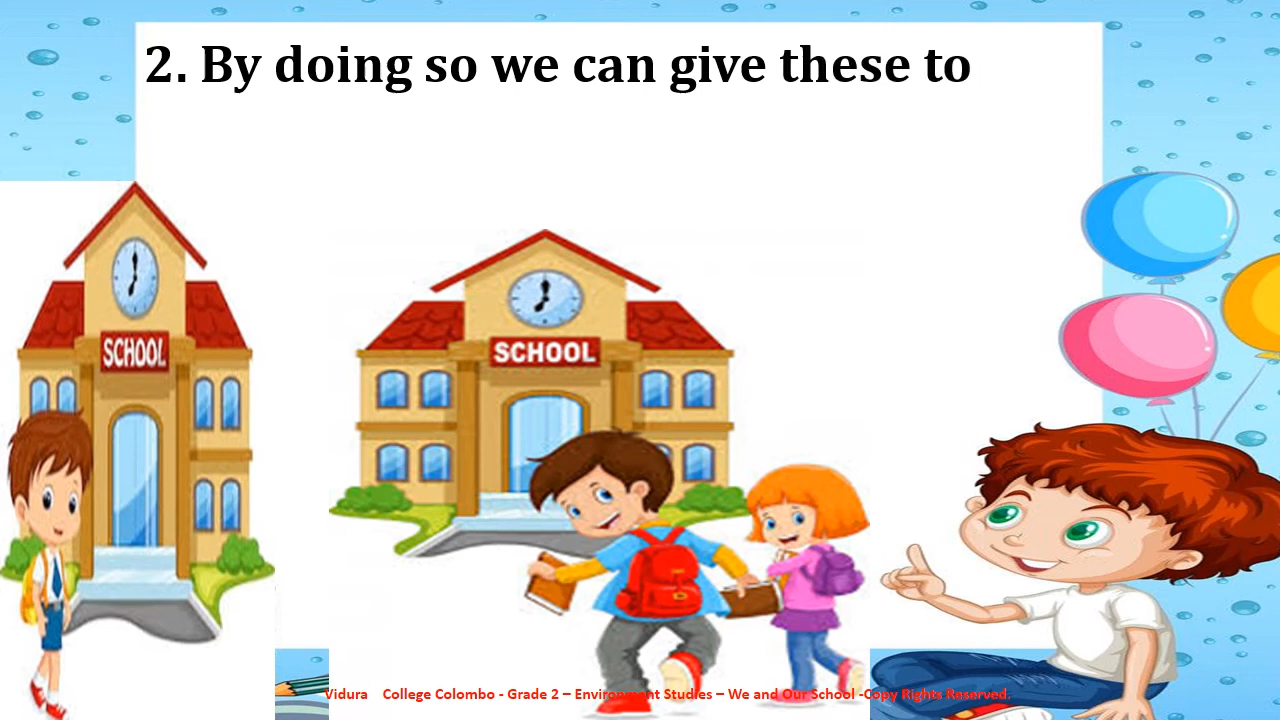 2. By doing so we can give these to
SCHOOL
SCHOOL
Vidura College Colombo - Grade 2 – Environment Studies – We and Our School -Copy Rights Reserved.